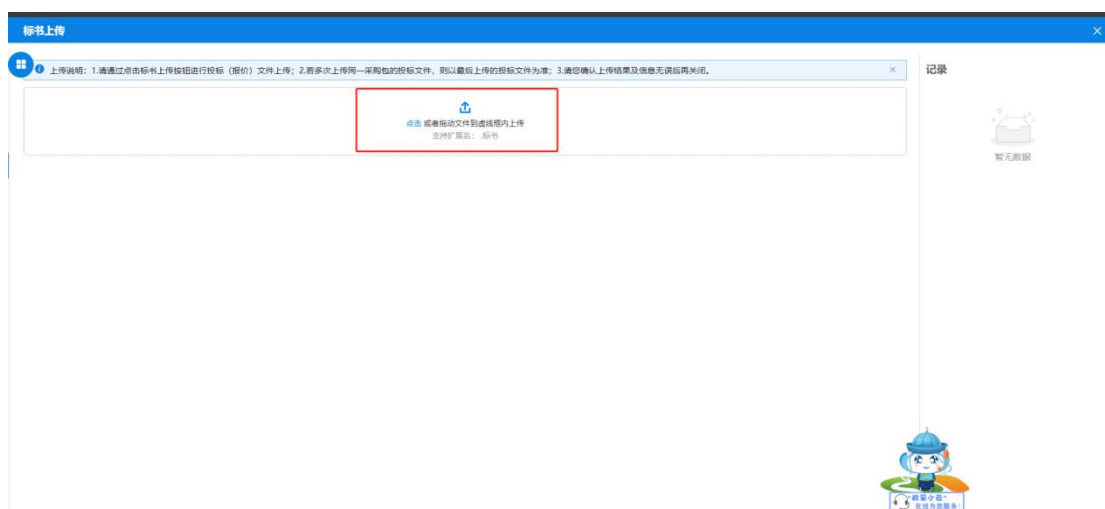 标书上传
上传说明：1.请通过点击标书上传按钮进行投标（报价）文件上传；2.若多次上传同一采购包的投标文件，则以最后上传的投标文件为准；3.请您确认上传结果及信息无误后再关闭。
记录
点击 或者拖动文件到虚线框内上传
支持扩展名： .标书
暂无数据
在线为您服务！